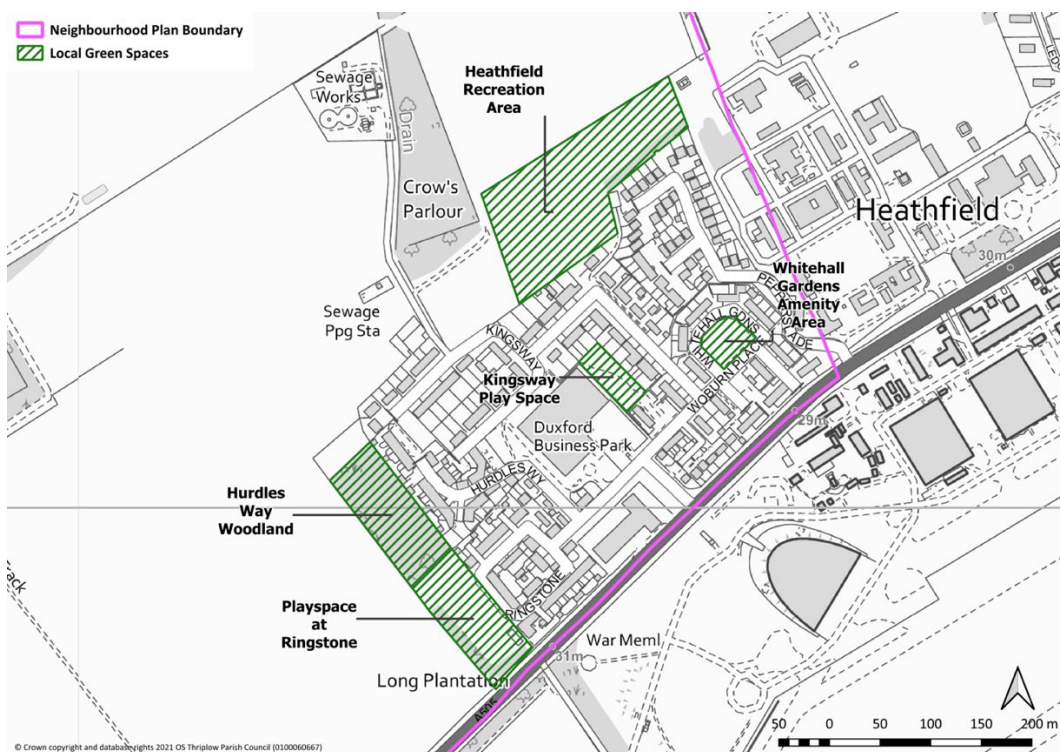 Neighbourhood Plan Boundary
Local Green Spaces
Sewage
Works
Drain
Crow's
Parlour
Heathfield
Recreation
Area
Heathfield
30m
Whitehall
Gardens
Amenity
Area
Sewage
Ppg Sta
KINGSWAY
WOBURN PLACE
Kingsway
Play Space
Duxford
Business Park
29m
HURDLES WY
Hurdles
Way
Woodland
Playspace
at
Ringstone
RINGSTONE
War Meml
31m
Long Plantation
A505
50 0 50 100 150 200 m
© Crown copyright and database rights 2021 OS Thriplow Parish Council (0100060667)